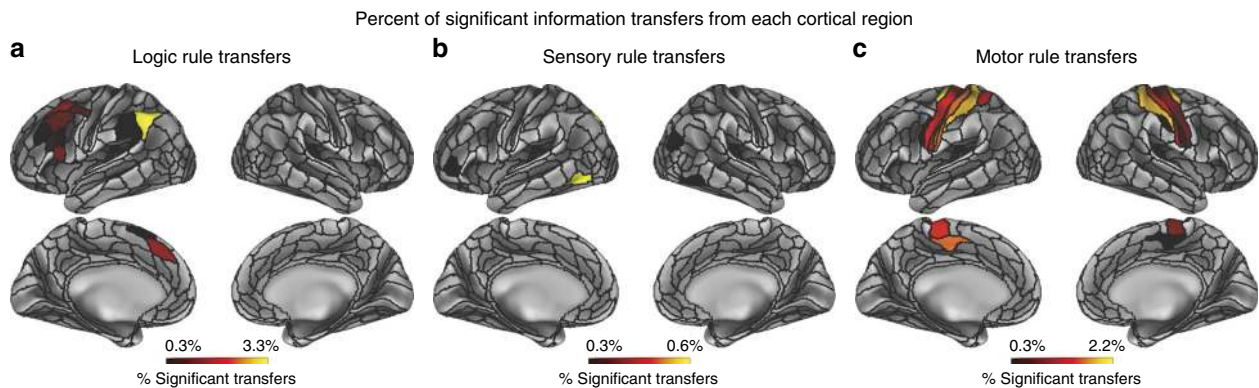 Percent of significant information transfers from each cortical region
a Logic rule transfers
b Sensory rule transfers
c Motor rule transfers
0.3% 3.3%
% Significant transfers
0.3% 0.6%
% Significant transfers
0.3% 2.2%
% Significant transfers